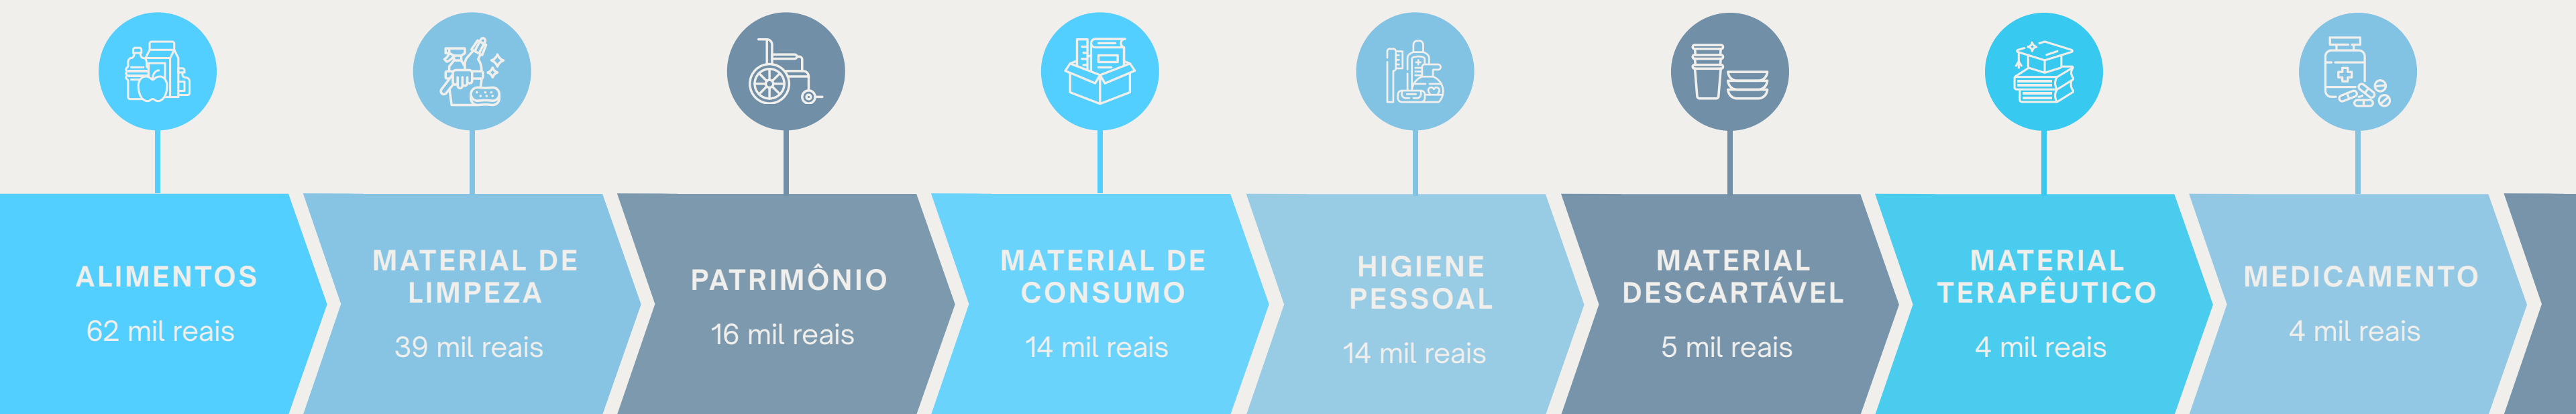 ALIMENTOS
62 mil reais
MATERIAL DE
LIMPEZA
39 mil reais
PATRIMÔNIO
16 mil reais
MATERIAL DE
CONSUMO
14 mil reais
HIGIENE
PESSOAL
14 mil reais
MATERIAL
DESCARTÁVEL
5 mil reais
MATERIAL
TERAPÊUTICO
4 mil reais
MEDICAMENTO
4 mil reais